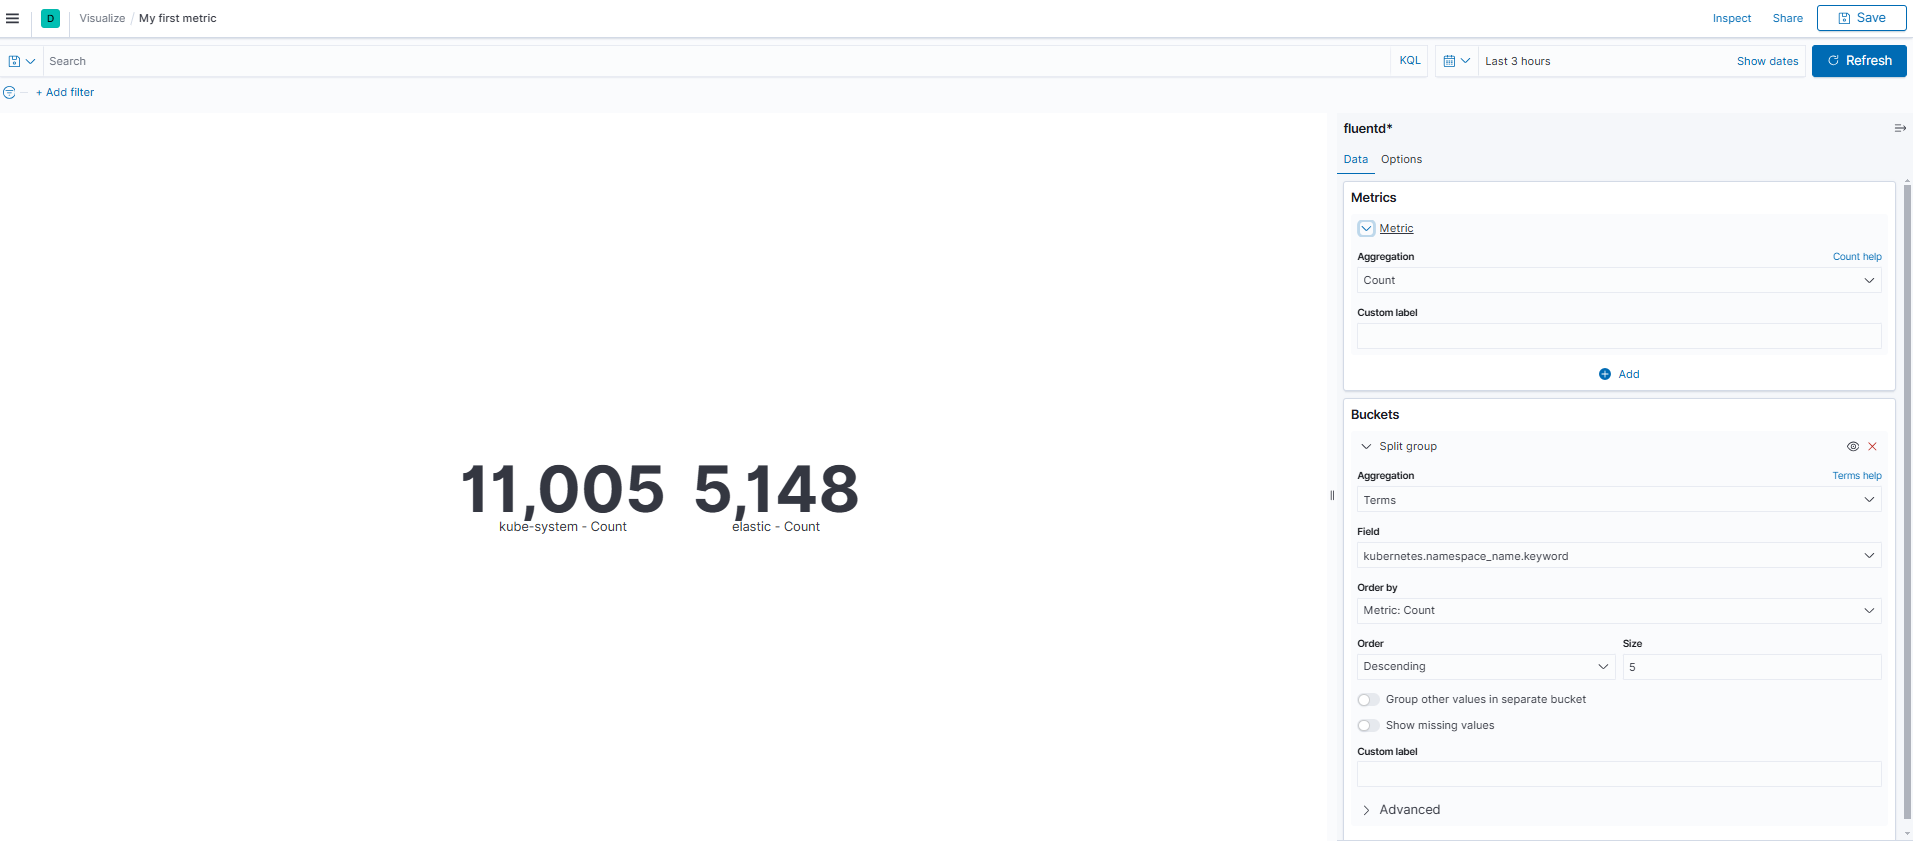 D Visualize / My first metric Inspect Share Save
Search KQL Last 3 hours Show dates Refresh
+ Add filter
fluentd*
Data Options
Metrics
Metric
Aggregation Count help
Count
Custom label
Add
Buckets
Split group
Aggregation Terms help
Terms
Field
kubernetes.namespace_name.keyword
Order by
Metric: Count
Order Size
Descending 5
Group other values in separate bucket
Show missing values
Custom label
Advanced
11,005 5,148
kube-system - Count elastic - Count